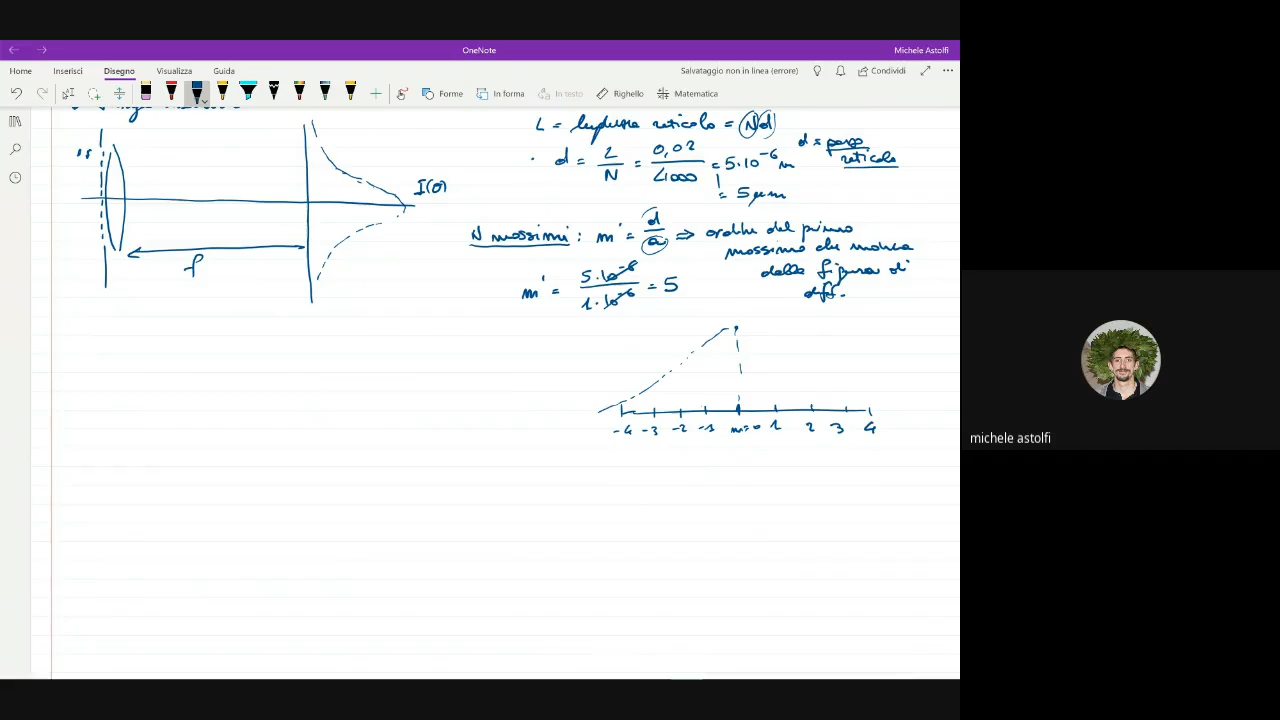 OneNote
Michele Astolfi
Home Inserisci Disegno Visualizza Guida
Salvataggio non in linea (errore) Condividi
Forme In forma In testo Righello Matematica
L = reticolo = Nd
d = passo reticolo
d = L/N = 0,02/4000 = 5·10⁻⁶ m
= 5 μm
I(θ)
N massimi : m' = d/a ⇒ ordine del primo
massimo che manca
dalla figura di
diff.
f
m' = 5·10⁻⁶/1·10⁻⁶ = 5
-4 -3 -2 -1 m=0 1 2 3 4
michele astolfi